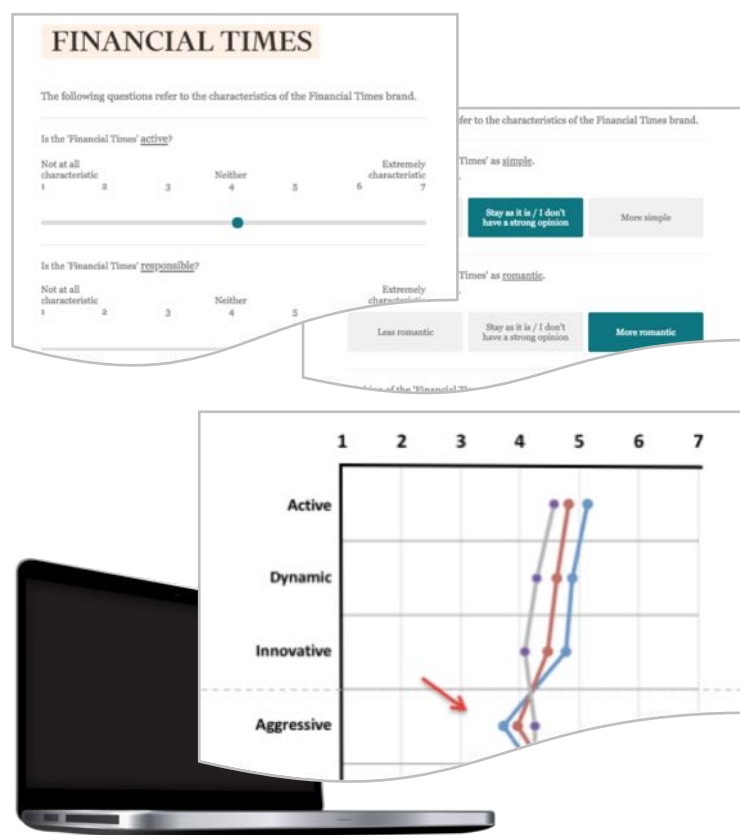 FINANCIAL TIMES
The following questions refer to the characteristics of the Financial Times brand.
Is the 'Financial Times' active?
Not at all
characteristic
Neither
Extremely
characteristic
1 2 3 4 5 6 7
Is the 'Financial Times' responsible?
Not at all
characteristic
Neither
Extremely
characteristic
1 2 3 4 5
fer to the characteristics of the Financial Times brand.
Times' as simple.
Stay as it is / I don't
have a strong opinion
More simple
Times' as romantic.
Less romantic
Stay as it is / I don't
have a strong opinion
More romantic
of the 'Financial
1 2 3 4 5 6 7
Active
Dynamic
Innovative
Aggressive